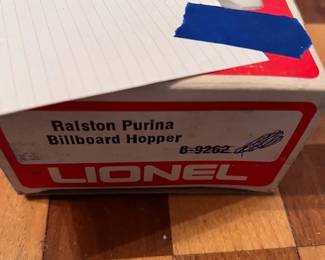 Ralston Purina
Billboard Hopper
6-9262
LIONEL